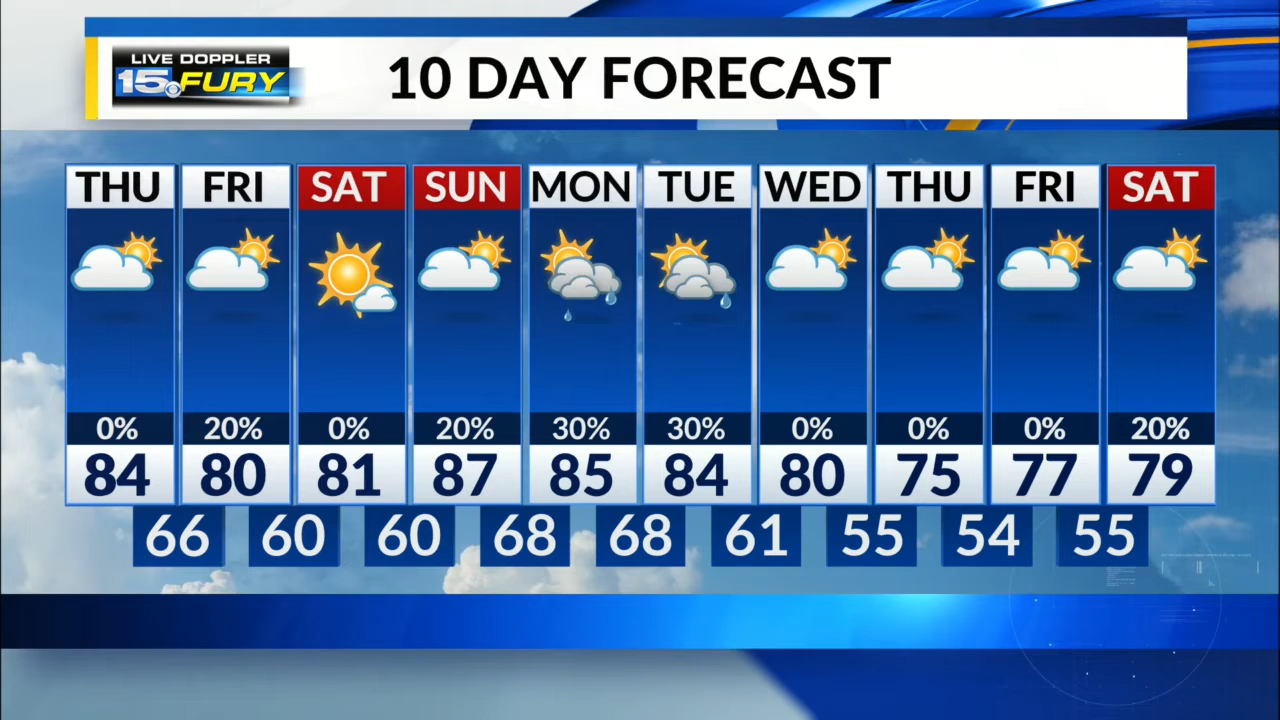 LIVE DOPPLER
15 FURY
10 DAY FORECAST
THU FRI SAT SUN MON TUE WED THU FRI SAT
0% 20% 0% 20% 30% 30% 0% 0% 0% 20%
84 80 81 87 85 84 80 75 77 79
66 60 60 68 68 61 55 54 55